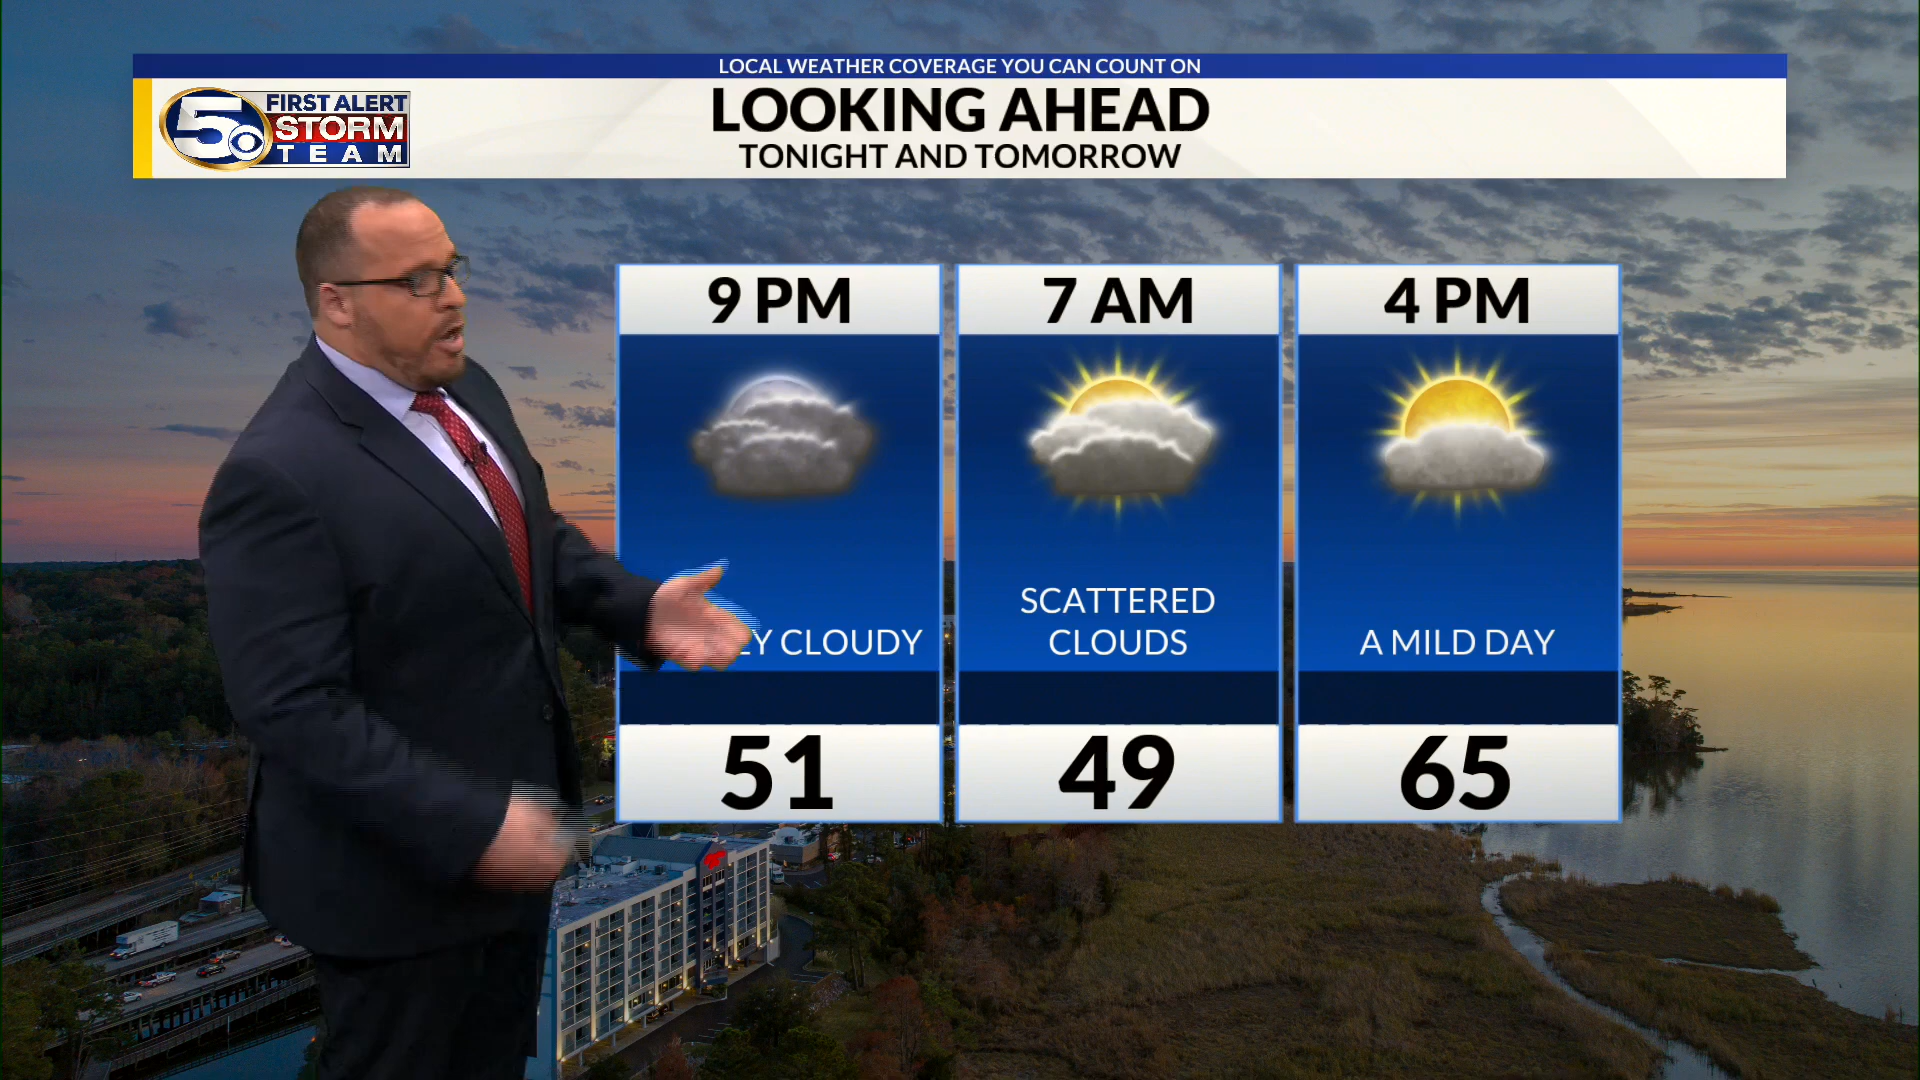 LOCAL WEATHER COVERAGE YOU CAN COUNT ON
5 FIRST ALERT
STORM
TEAM
LOOKING AHEAD
TONIGHT AND TOMORROW
9 PM
7 AM
4 PM
CLOUDY
SCATTERED
CLOUDS
A MILD DAY
51
49
65